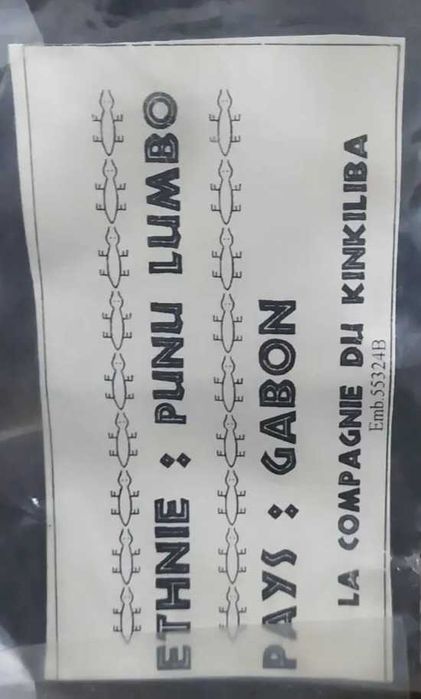 ETHNIE : PUNU LUMBO
PAYS : GABON
LA COMPAGNIE DU KINKILIBA
Emb.55324B